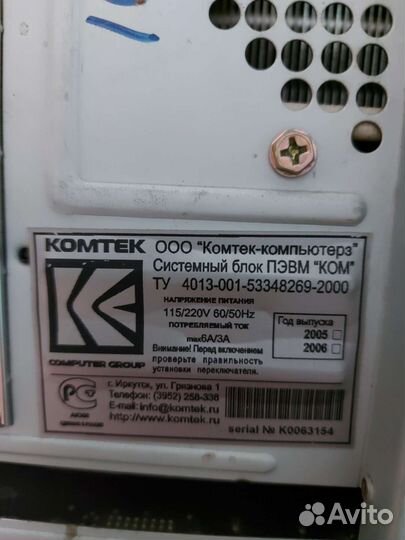 КОМТЕК
ООО "Комтек-компьютерз"
Системный блок ПЭВМ "КОМ"
ТУ 4013-001-53348269-2000
НАПРЯЖЕНИЕ ПИТАНИЯ
115/220V 60/50Hz
ПОТРЕБЛЯЕМЫЙ ТОК
max6A/3A
Внимание! Перед включением
проверьте правильность
установки переключателя.
Год выпуска
2005
2006
COMPUTER GROUP
г. Иркутск, ул. Грязнова 1
Телефон: (3952) 258-338
E-mail: info@komtek.ru
http://www.komtek.ru
serial № K0063154
Avito